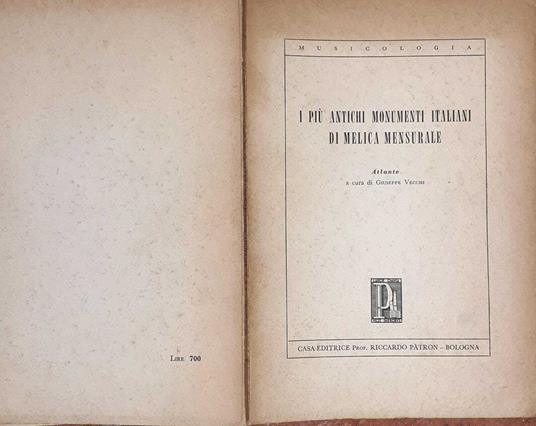 LIRE 700
MUSICOLOGIA
I PIÙ ANTICHI MONUMENTI ITALIANI
DI MELICA MENSURALE
Atlante
a cura di GIUSEPPE VECCHI
P
CASA EDITRICE PROF. RICCARDO PÀTRON - BOLOGNA